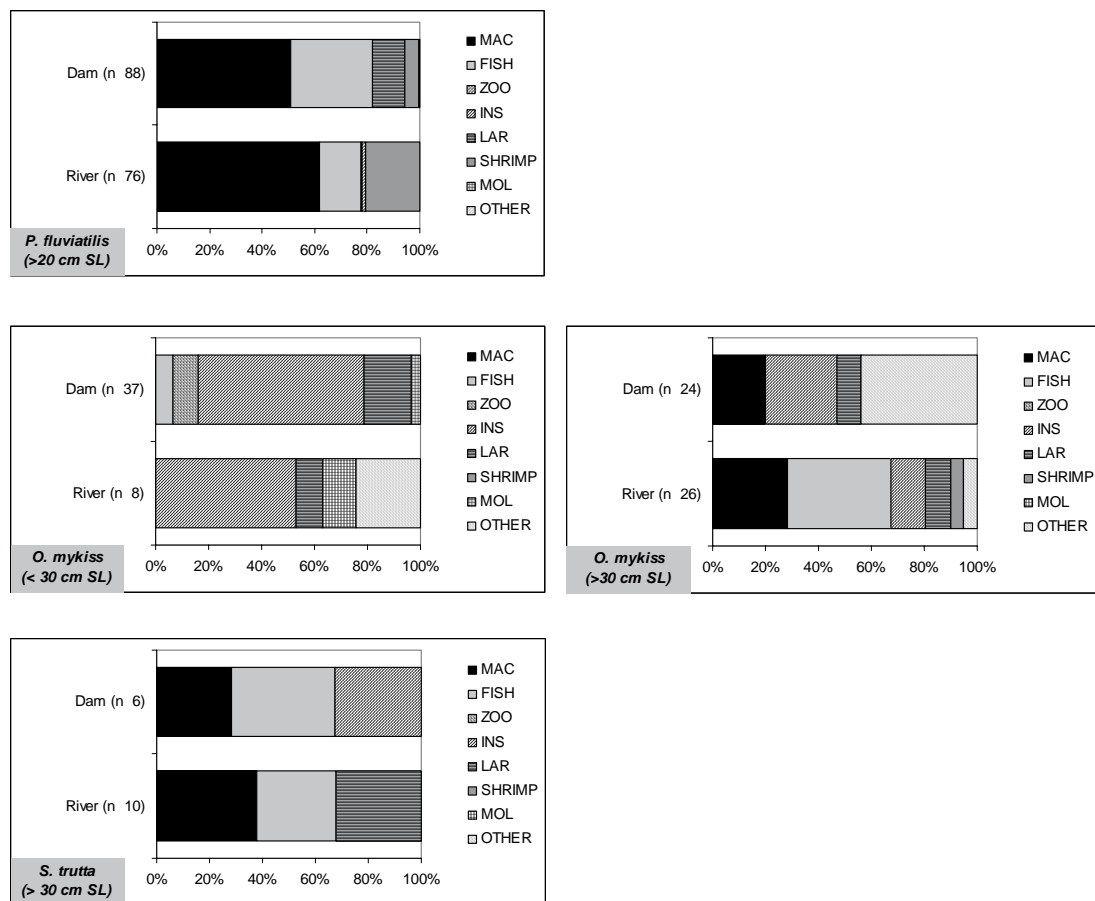 Dam (n 88)
River (n 76)
P. fluviatilis
(>20 cm SL)
0% 20% 40% 60% 80% 100%
MAC
FISH
ZOO
INS
LAR
SHRIMP
MOL
OTHER
Dam (n 37)
River (n 8)
O. mykiss
(< 30 cm SL)
0% 20% 40% 60% 80% 100%
MAC
FISH
ZOO
INS
LAR
SHRIMP
MOL
OTHER
Dam (n 24)
River (n 26)
O. mykiss
(>30 cm SL)
0% 20% 40% 60% 80% 100%
MAC
FISH
ZOO
INS
LAR
SHRIMP
MOL
OTHER
Dam (n 6)
River (n 10)
S. trutta
(> 30 cm SL)
0% 20% 40% 60% 80% 100%
MAC
FISH
ZOO
INS
LAR
SHRIMP
MOL
OTHER